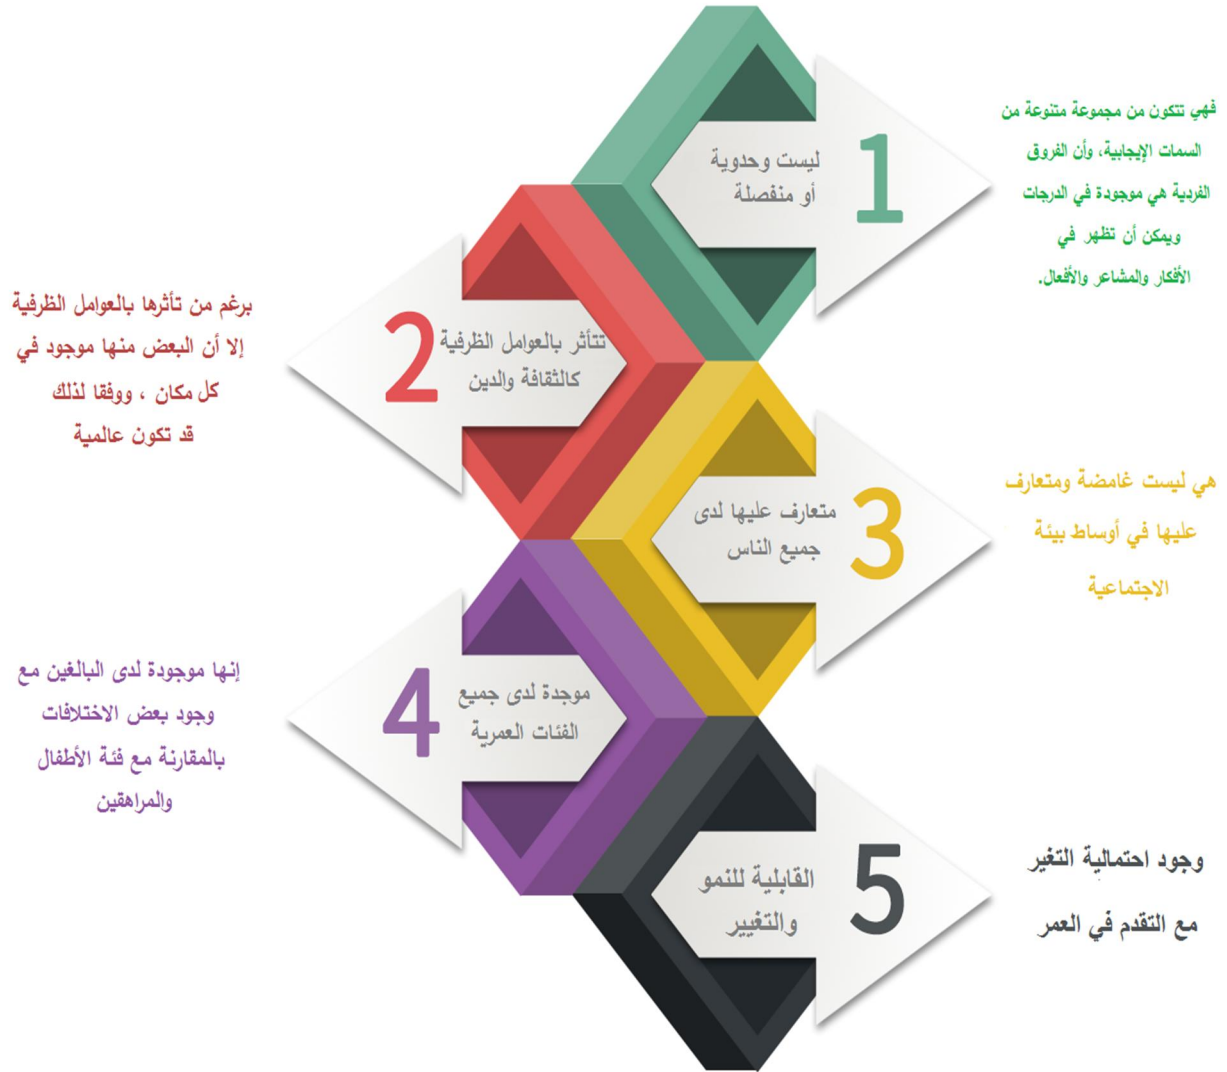 ليست وحدوية
أو منفصلة
1
فهي تتكون من مجموعة متنوعة من
السمات الإيجابية، وأن الفروق
الفردية هي موجودة في الدرجات
ويمكن أن تظهر في
الأفكار والمشاعر والأفعال.
تتأثر بالعوامل الظرفية
كالثقافة والدين
2
برغم من تأثرها بالعوامل الظرفية
إلا أن البعض منها موجود في
كل مكان ، ووفقا لذلك
قد تكون عالمية
متعارف عليها لدى
جميع الناس
3
هي ليست غامضة ومتعارف
عليها في أوساط بيئة
الاجتماعية
موجدة لدى جميع
الفئات العمرية
4
إنها موجودة لدى البالغين مع
وجود بعض الاختلافات
بالمقارنة مع فئة الأطفال
والمراهقين
القابلية للنمو
والتغيير
5
وجود احتمالية التغير
مع التقدم في العمر